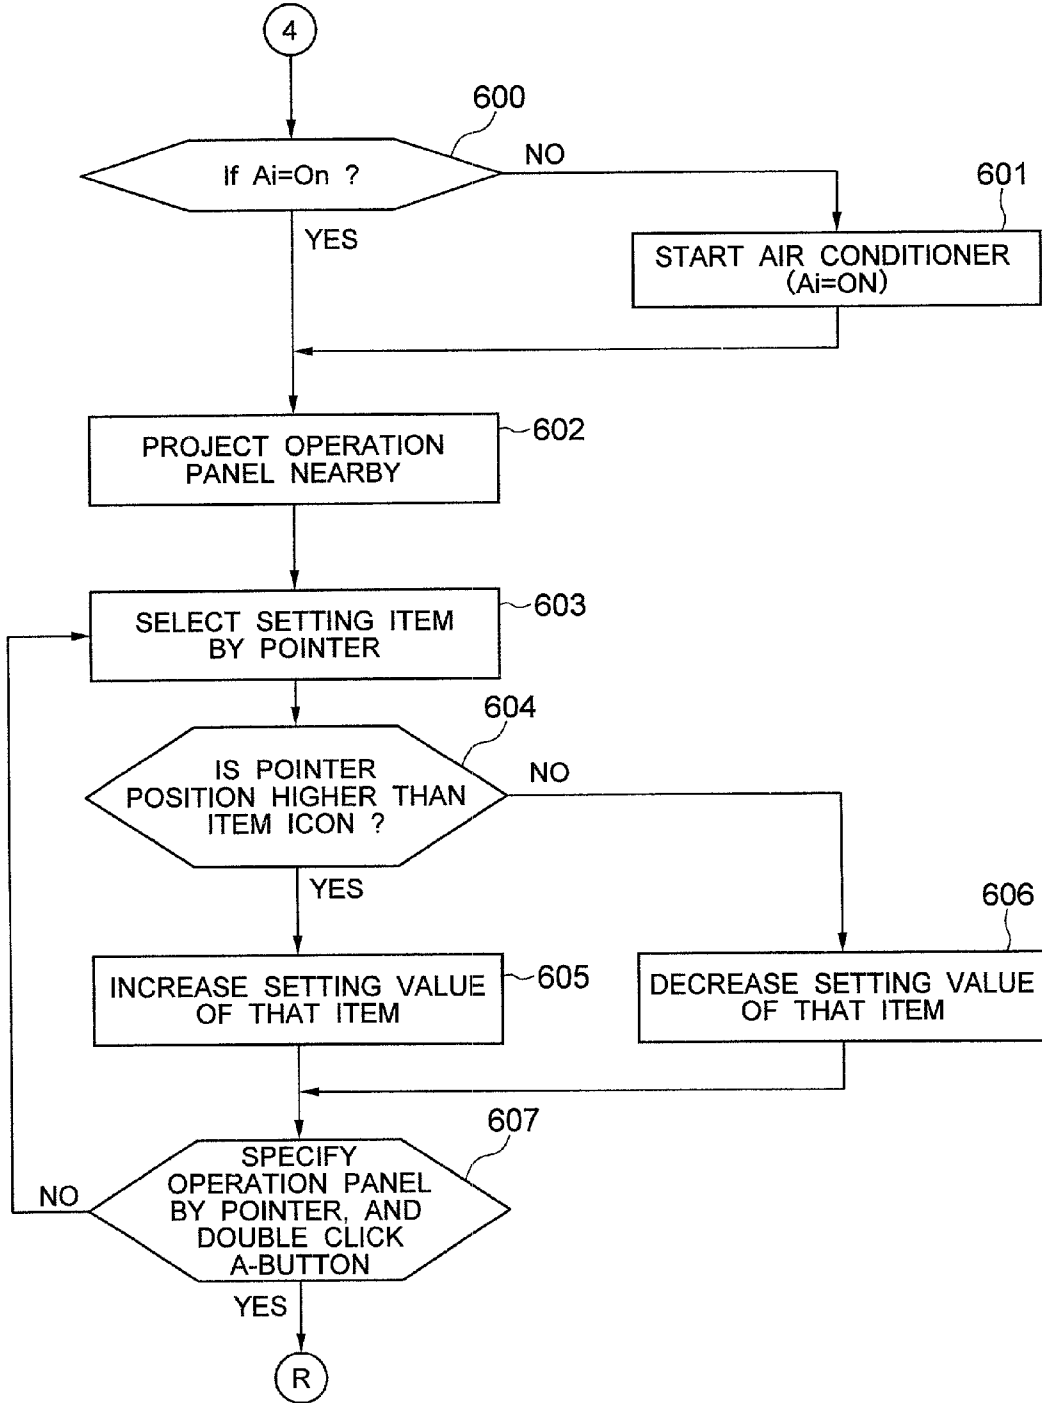 4
600
If Ai=On ?
NO
601
YES
START AIR CONDITIONER
(Ai=ON)
602
PROJECT OPERATION
PANEL NEARBY
603
SELECT SETTING ITEM
BY POINTER
604
IS POINTER
POSITION HIGHER THAN
ITEM ICON ?
NO
YES
606
605
INCREASE SETTING VALUE
OF THAT ITEM
DECREASE SETTING VALUE
OF THAT ITEM
607
SPECIFY
OPERATION PANEL
BY POINTER, AND
DOUBLE CLICK
A-BUTTON
NO
YES
R